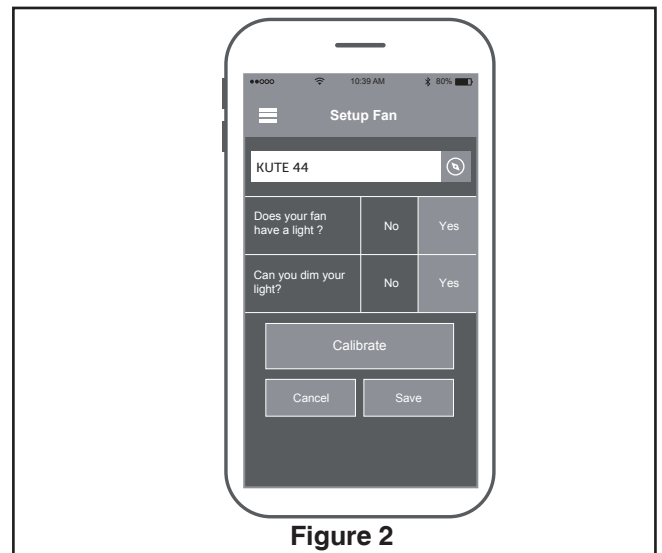 10:39 AM 80%
Setup Fan
KUTE 44
Does your fan
have a light ?
No
Yes
Can you dim your
light?
No
Yes
Calibrate
Cancel
Save
Figure 2